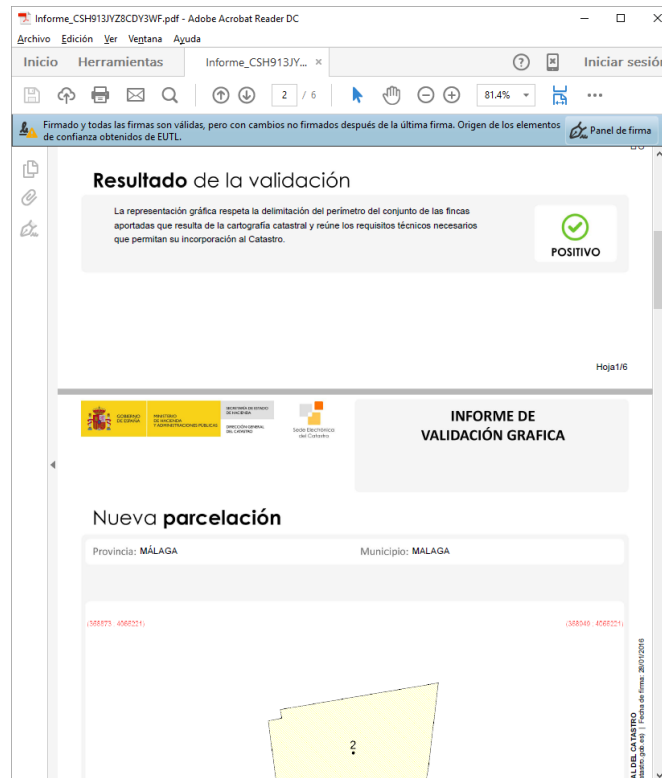 Informe_CSH913JYZ8CDY3WF.pdf - Adobe Acrobat Reader DC
Archivo Edición Ver Ventana Ayuda
Inicio Herramientas Informe_CSH913JY... × Iniciar sesión
2 / 6 81.4%
Firmado y todas las firmas son válidas, pero con cambios no firmados después de la última firma. Origen de los elementos
de confianza obtenidos de EUTL.
Panel de firma
Resultado de la validación
La representación gráfica respeta la delimitación del perímetro del conjunto de las fincas
aportadas que resulta de la cartografía catastral y reúne los requisitos técnicos necesarios
que permitan su incorporación al Catastro.
POSITIVO
Hoja1/6
GOBIERNO
DE ESPAÑA
MINISTERIO
DE HACIENDA
Y ADMINISTRACIONES PÚBLICAS
SECRETARÍA DE ESTADO
DE HACIENDA
DIRECCIÓN GENERAL
DEL CATASTRO
Sede Electrónica
del Catastro
INFORME DE
VALIDACIÓN GRAFICA
Nueva parcelación
Provincia: MÁLAGA Municipio: MALAGA
2
AL DEL CATASTRO
| Fecha de firma: 28/01/2016